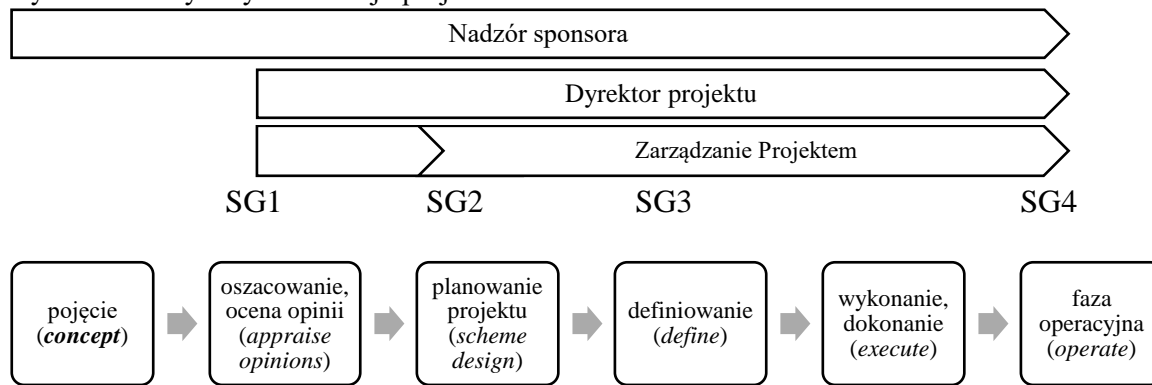 Nadzór sponsora
Dyrektor projektu
Zarządzanie Projektem
SG1 SG2 SG3 SG4
pojęcie
(concept)
oszacowanie,
ocena opinii
(appraise
opinions)
planowanie
projektu
(scheme
design)
definiowanie
(define)
wykonanie,
dokonanie
(execute)
faza
operacyjna
(operate)